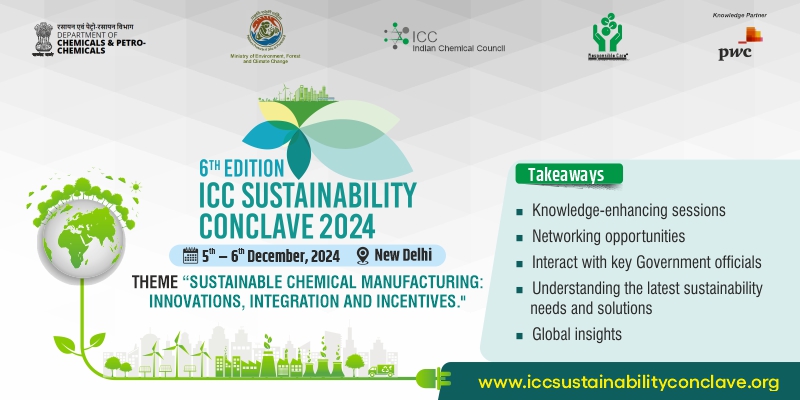 रसायन एवं पेट्रो-रसायन विभाग
DEPARTMENT OF
CHEMICALS & PETRO-
CHEMICALS
Ministry of Environment, Forest
and Climate Change
ICC
Indian Chemical Council
Responsible Care®
Knowledge Partner
pwc
6TH EDITION
ICC SUSTAINABILITY
CONCLAVE 2024
5th – 6th December, 2024 New Delhi
THEME “SUSTAINABLE CHEMICAL MANUFACTURING:
INNOVATIONS, INTEGRATION AND INCENTIVES."
Takeaways
Knowledge-enhancing sessions
Networking opportunities
Interact with key Government officials
Understanding the latest sustainability
needs and solutions
Global insights
www.iccsustainabilityconclave.org